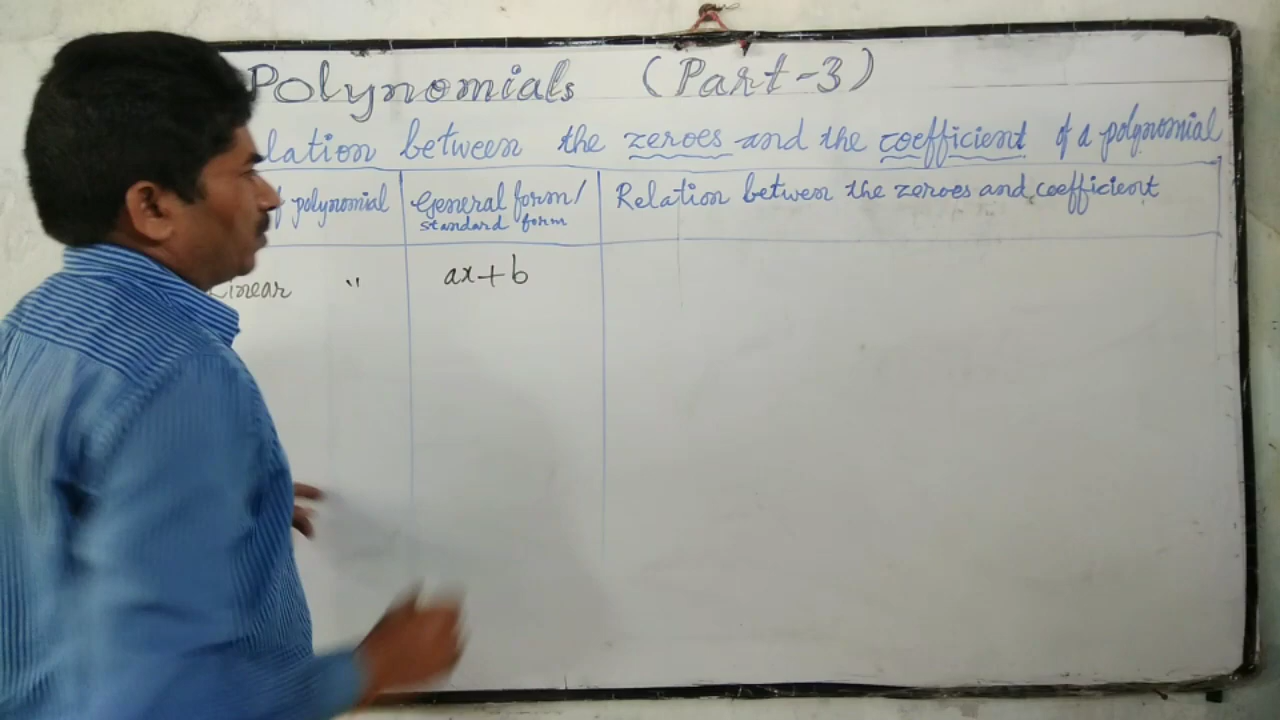 Polynomials (Part-3)
lation between the zeroes and the coefficient of a polynomial
polynomial General form/ Relation between the zeroes and coefficient
standard form
Linear " ax+b